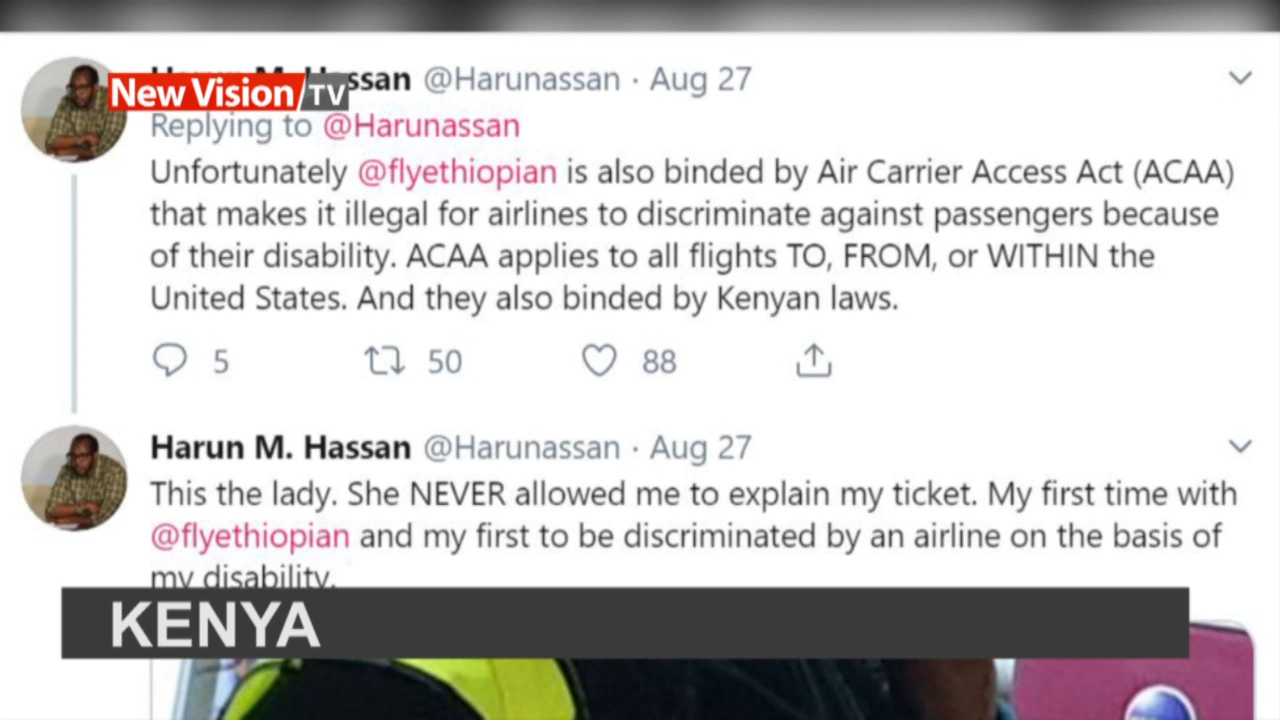 New Vision TV
ssan @Harunassan · Aug 27
Replying to @Harunassan
Unfortunately @flyethiopian is also binded by Air Carrier Access Act (ACAA)
that makes it illegal for airlines to discriminate against passengers because
of their disability. ACAA applies to all flights TO, FROM, or WITHIN the
United States. And they also binded by Kenyan laws.
5 50 88
Harun M. Hassan @Harunassan · Aug 27
This the lady. She NEVER allowed me to explain my ticket. My first time with
@flyethiopian and my first to be discriminated by an airline on the basis of
my disability.
KENYA